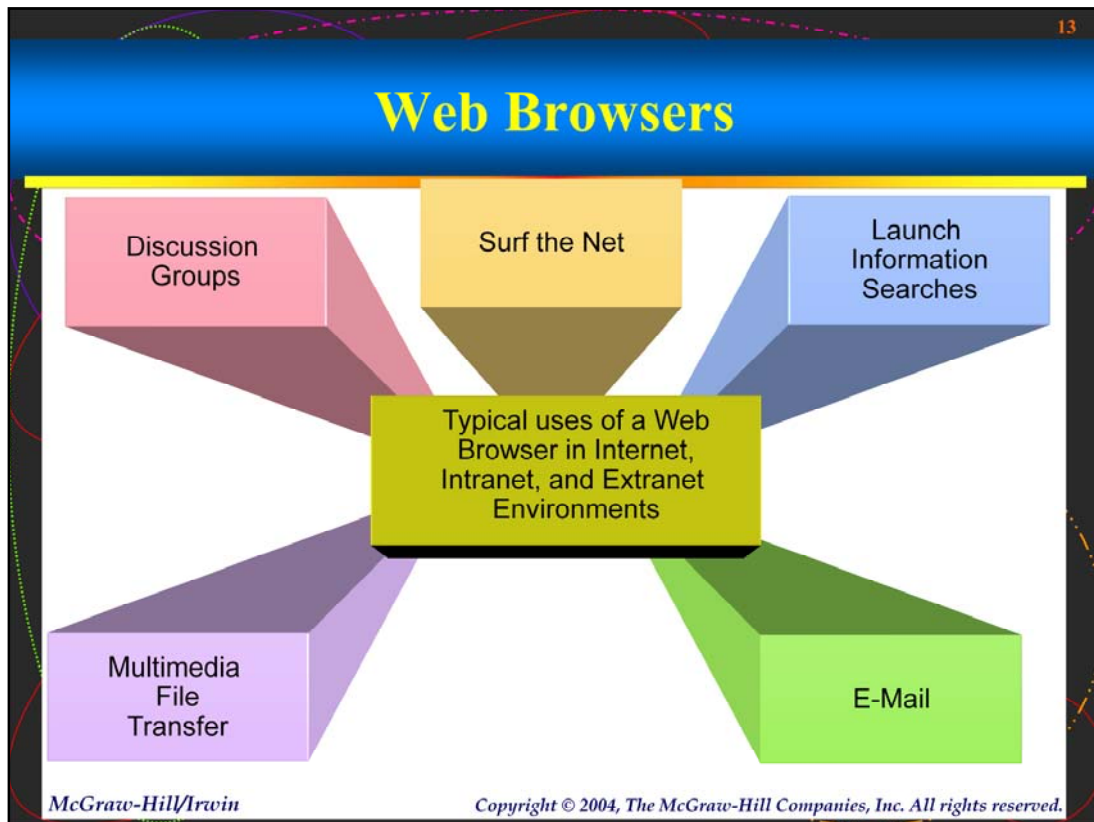 13
Web Browsers
Discussion
Groups
Surf the Net
Launch
Information
Searches
Typical uses of a Web
Browser in Internet,
Intranet, and Extranet
Environments
Multimedia
File
Transfer
E-Mail
McGraw-Hill/Irwin
Copyright © 2004, The McGraw-Hill Companies, Inc. All rights reserved.